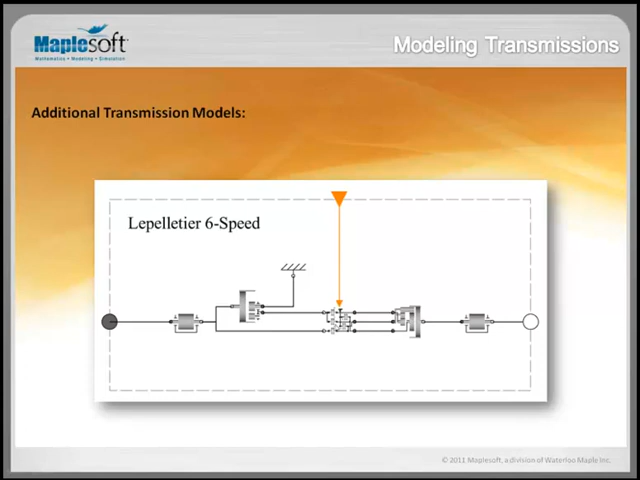 Maplesoft
Mathematics • Modeling • Simulation
Modeling Transmissions
Additional Transmission Models:
Lepelletier 6-Speed
© 2011 Maplesoft, a division of Waterloo Maple Inc.